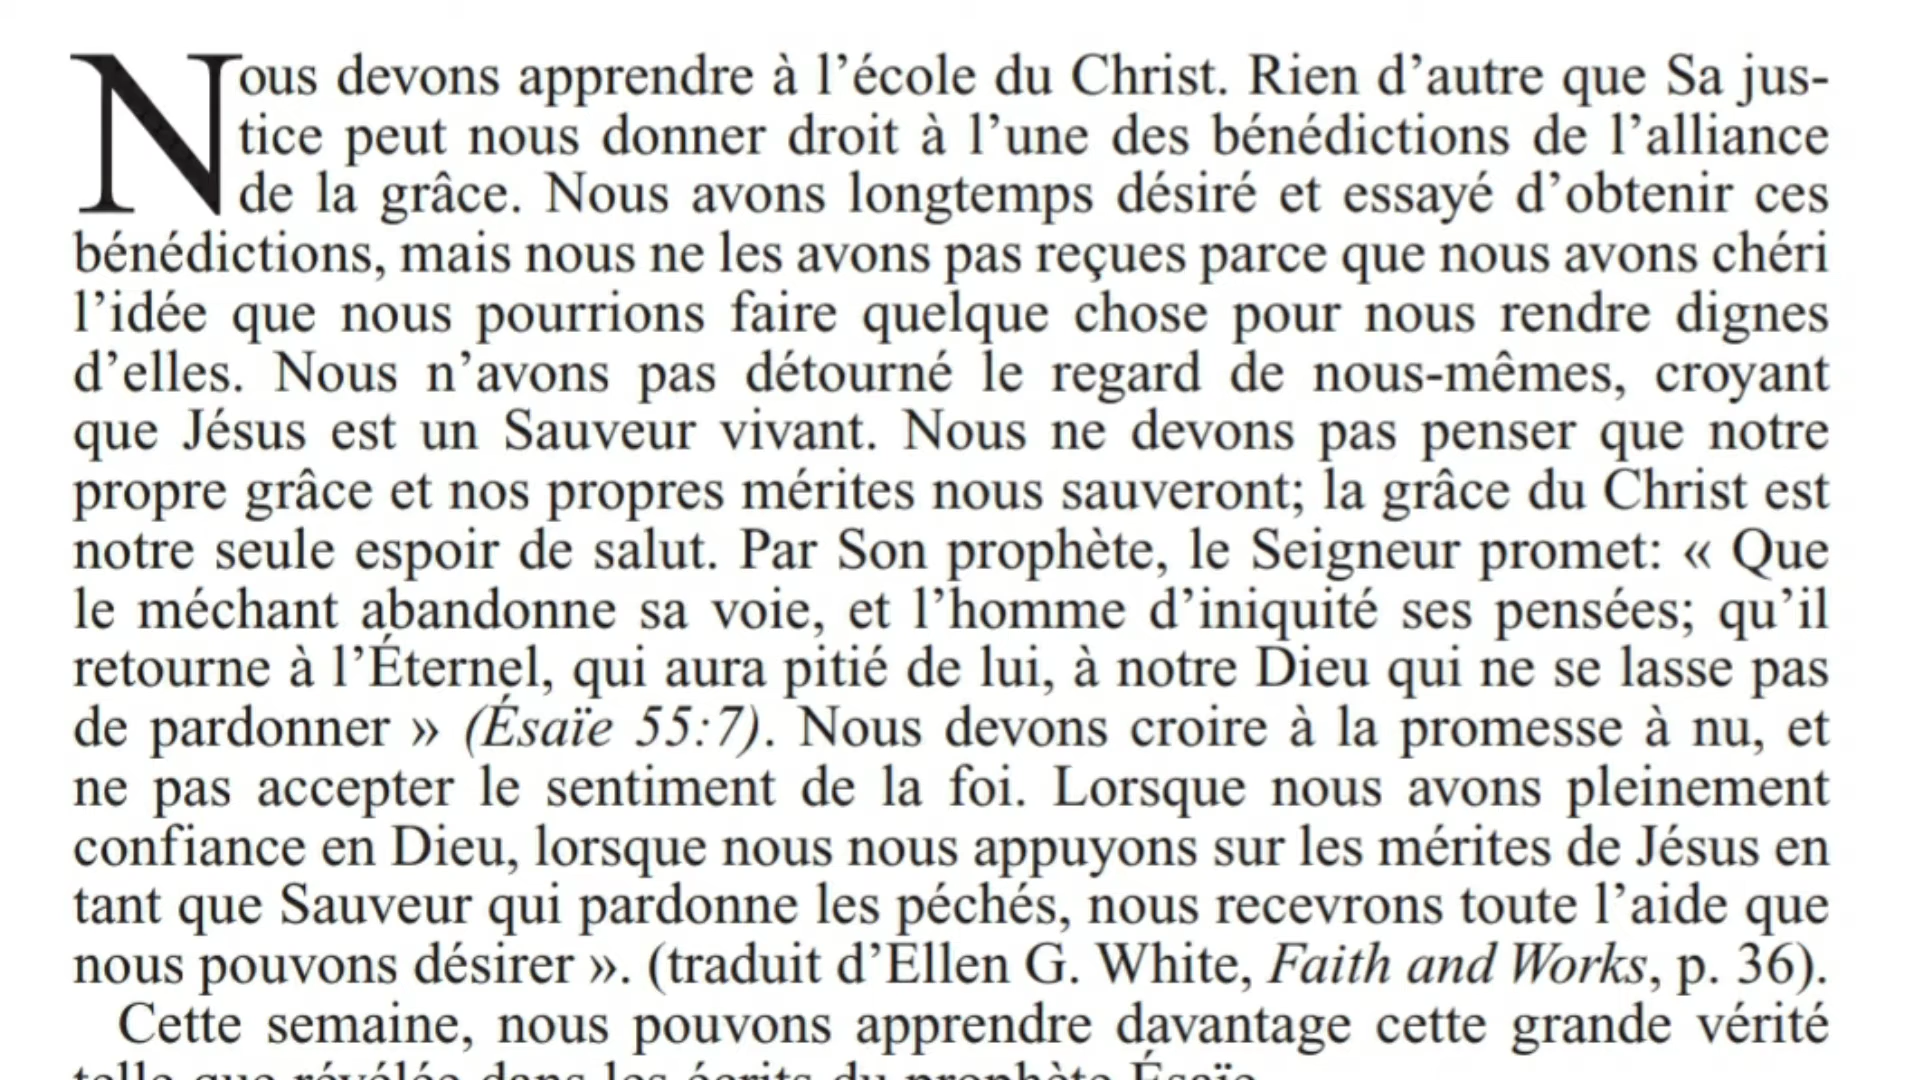 Nous devons apprendre à l’école du Christ. Rien d’autre que Sa jus-
tice peut nous donner droit à l’une des bénédictions de l’alliance
de la grâce. Nous avons longtemps désiré et essayé d’obtenir ces
bénédictions, mais nous ne les avons pas reçues parce que nous avons chéri
l’idée que nous pourrions faire quelque chose pour nous rendre dignes
d’elles. Nous n’avons pas détourné le regard de nous-mêmes, croyant
que Jésus est un Sauveur vivant. Nous ne devons pas penser que notre
propre grâce et nos propres mérites nous sauveront; la grâce du Christ est
notre seule espoir de salut. Par Son prophète, le Seigneur promet: « Que
le méchant abandonne sa voie, et l’homme d’iniquité ses pensées; qu’il
retourne à l’Éternel, qui aura pitié de lui, à notre Dieu qui ne se lasse pas
de pardonner » (Ésaïe 55:7). Nous devons croire à la promesse à nu, et
ne pas accepter le sentiment de la foi. Lorsque nous avons pleinement
confiance en Dieu, lorsque nous nous appuyons sur les mérites de Jésus en
tant que Sauveur qui pardonne les péchés, nous recevrons toute l’aide que
nous pouvons désirer ». (traduit d’Ellen G. White, Faith and Works, p. 36).
Cette semaine, nous pouvons apprendre davantage cette grande vérité
telle que révélée dans les écrits du prophète Ésaïe